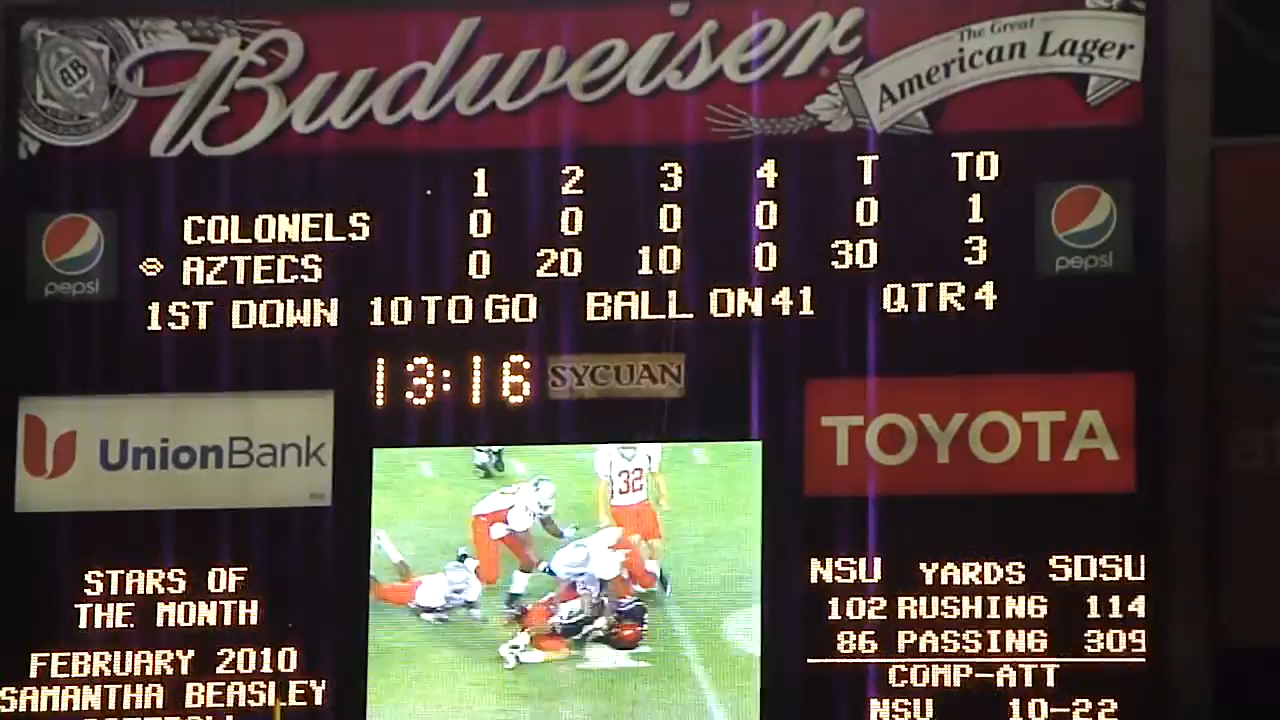 AB
Budweiser
The Great
American Lager
1 2 3 4 T TO
COLONELS 0 0 0 0 0 1
AZTECS 0 20 10 0 30 3
1ST DOWN 10 TO GO BALL ON 41 QTR 4
pepsi
pepsi
13:16 SYCUAN
UnionBank
TOYOTA
32
STARS OF
THE MONTH
FEBRUARY 2010
SAMANTHA BEASLEY
NSU YARDS SDSU
102 RUSHING 114
86 PASSING 309
COMP-ATT
NSU 10-22